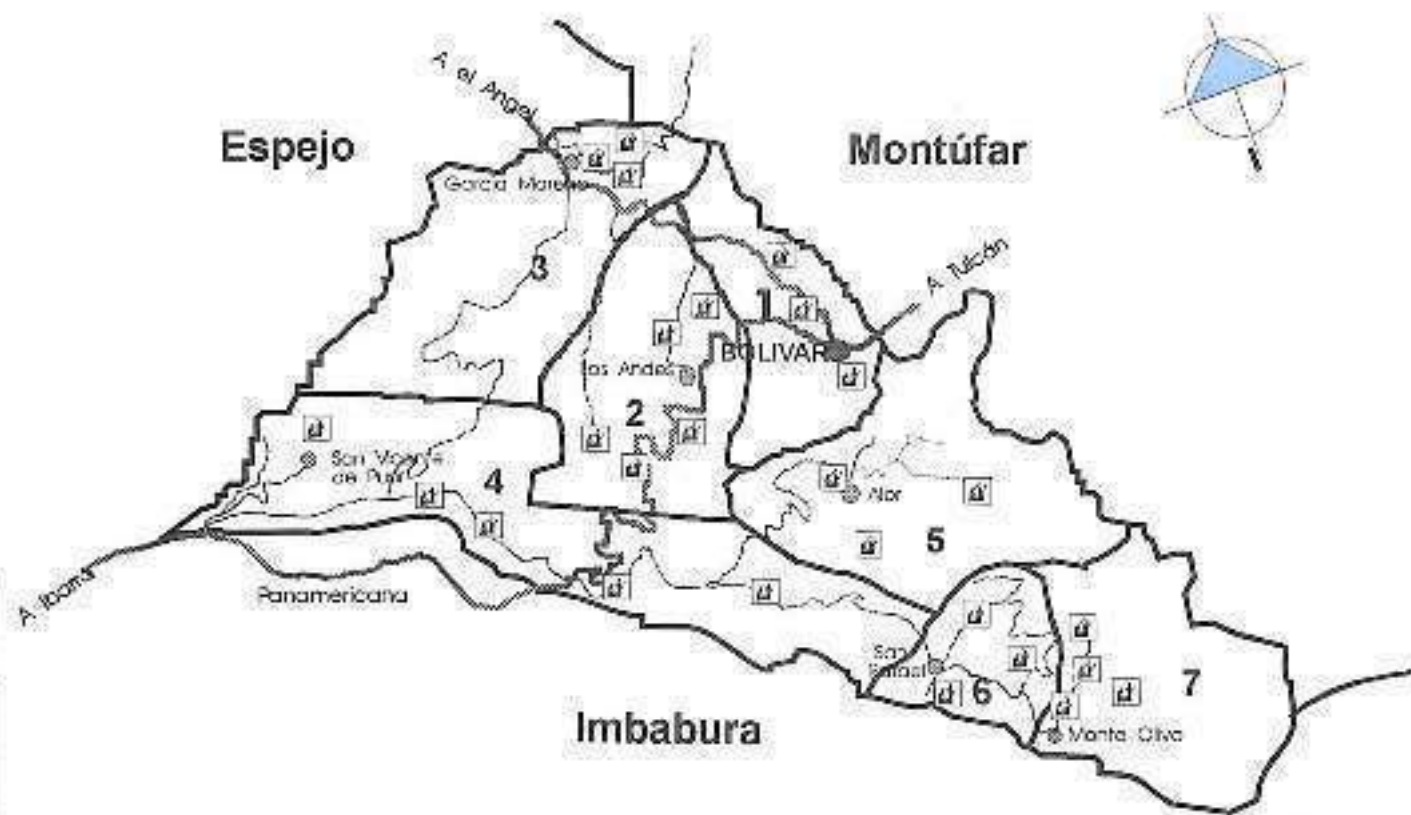 A el Angel
Espejo
Montúfar
Garcia Moreno
A Tulcán
3
1
BOLIVAR
los Andes
2
San Vicente
de Pusir
4
Alor
5
A Ibarra
Panamericana
San
Rafael
6
7
Monte Olivo
Imbabura